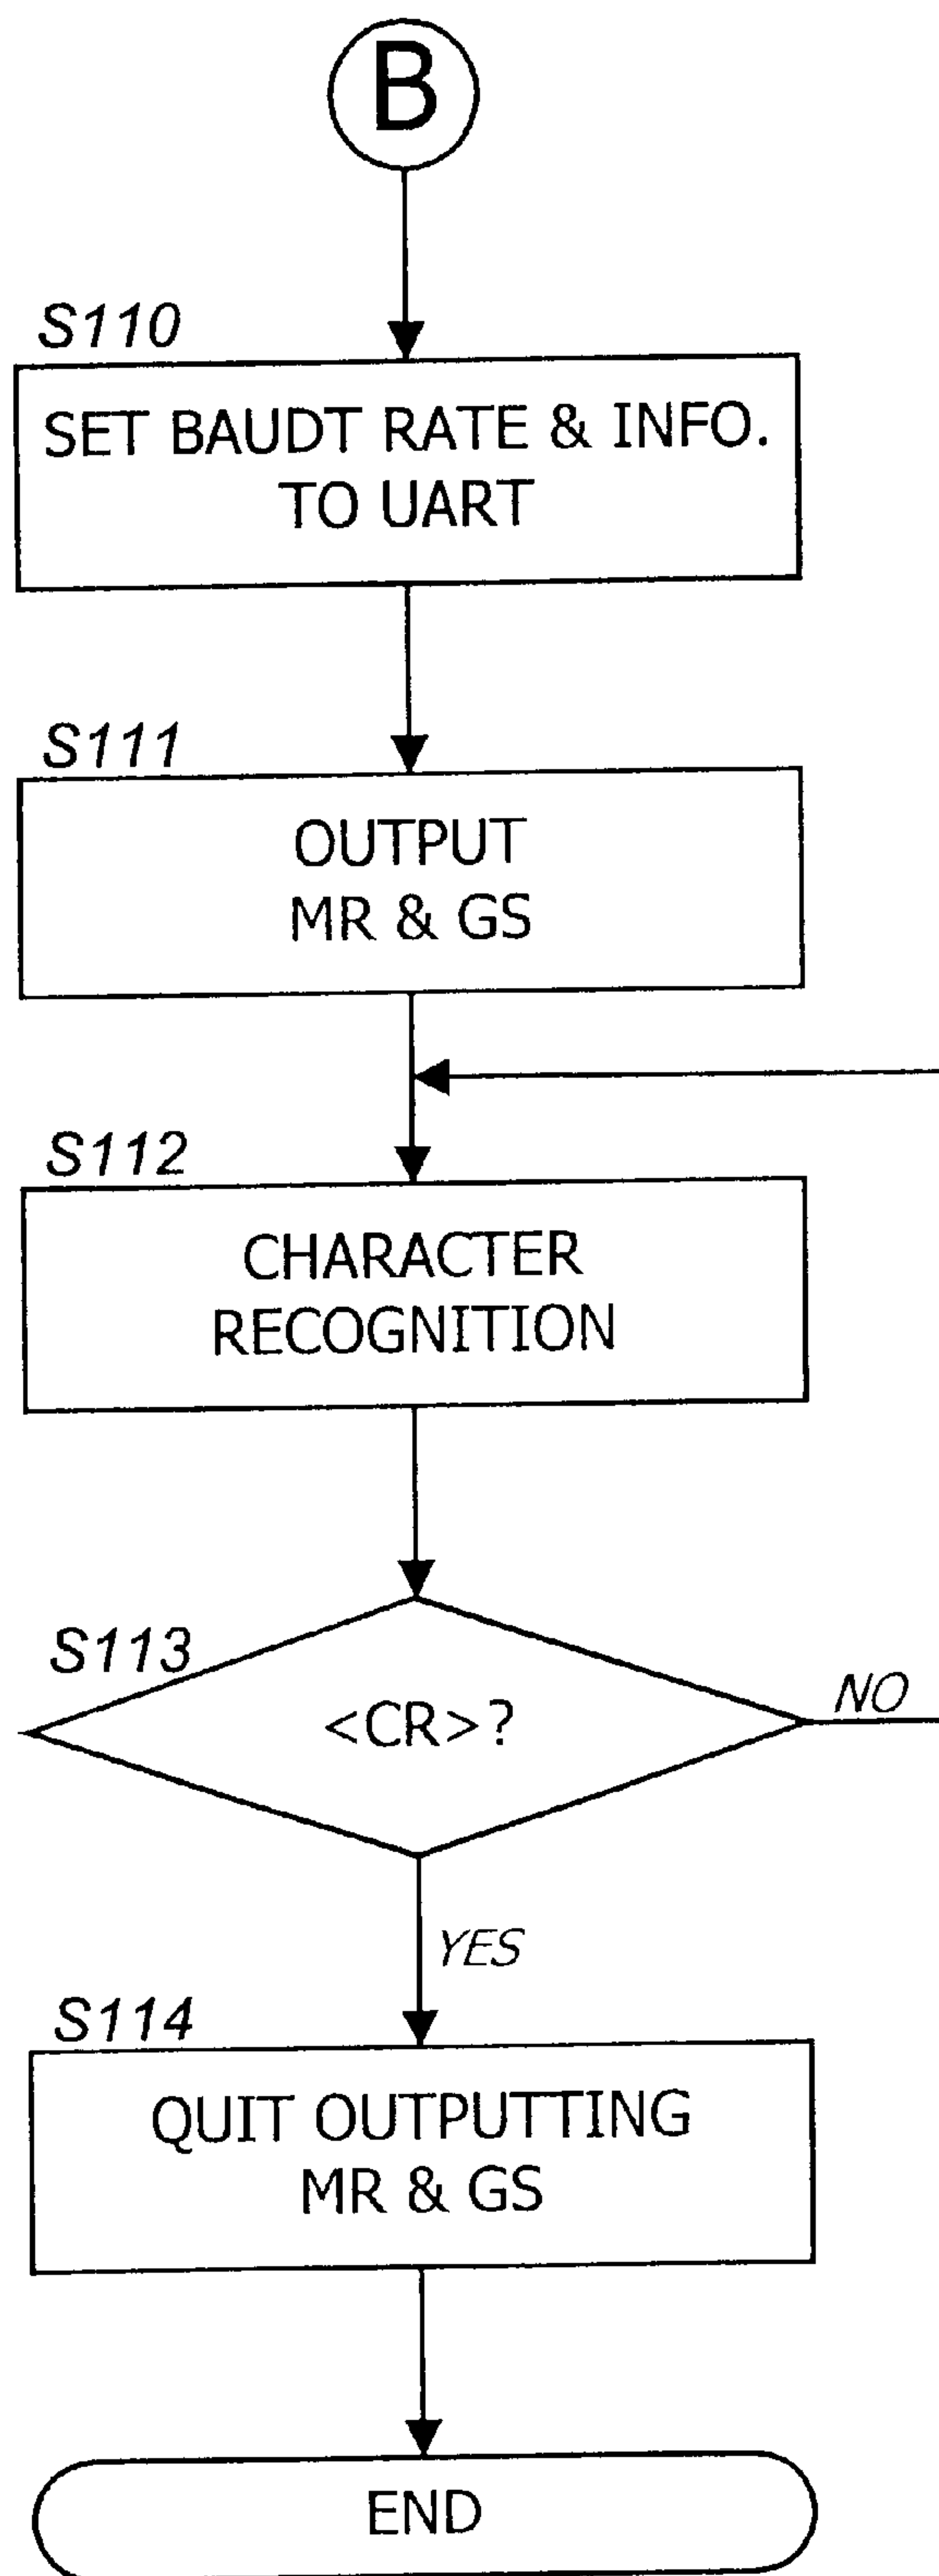 B
S110
SET BAUDT RATE & INFO.
TO UART
S111
OUTPUT
MR & GS
S112
CHARACTER
RECOGNITION
S113
<CR>?
NO
YES
S114
QUIT OUTPUTTING
MR & GS
END